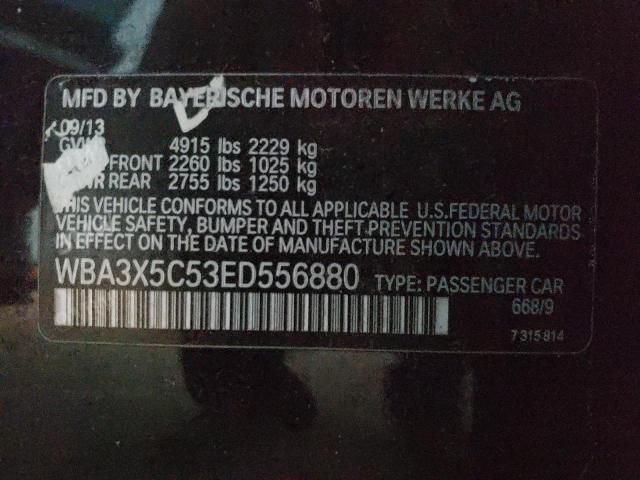 MFD BY BAYERISCHE MOTOREN WERKE AG
09/13
GVW 4915 lbs 2229 kg
FRONT 2260 lbs 1025 kg
WR REAR 2755 lbs 1250 kg
THIS VEHICLE CONFORMS TO ALL APPLICABLE U.S.FEDERAL MOTOR
VEHICLE SAFETY, BUMPER AND THEFT PREVENTION STANDARDS
IN EFFECT ON THE DATE OF MANUFACTURE SHOWN ABOVE.
WBA3X5C53ED556880 TYPE: PASSENGER CAR
668/9
7 315 814